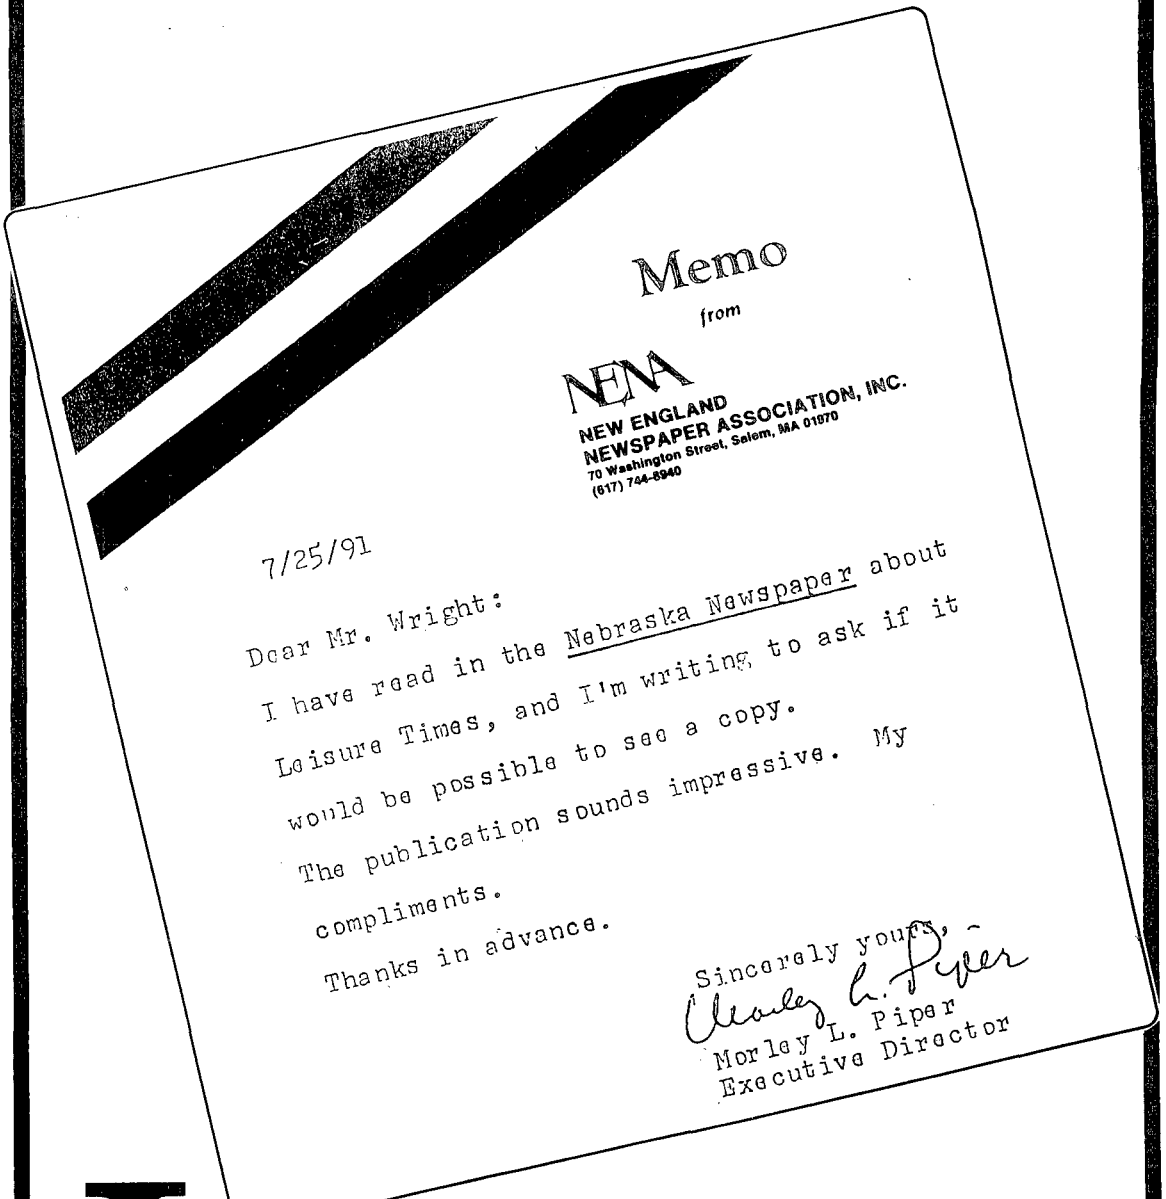 Memo
from
NENA
NEW ENGLAND
NEWSPAPER ASSOCIATION, INC.
70 Washington Street, Salem, MA 01970
(617) 744-8940
7/25/91
Dear Mr. Wright:
I have read in the Nebraska Newspaper about
Leisure Times, and I'm writing to ask if it
would be possible to see a copy.
The publication sounds impressive. My
compliments.
Thanks in advance.
Sincerely yours,
Morley L. Piper
Morley L. Piper
Executive Director